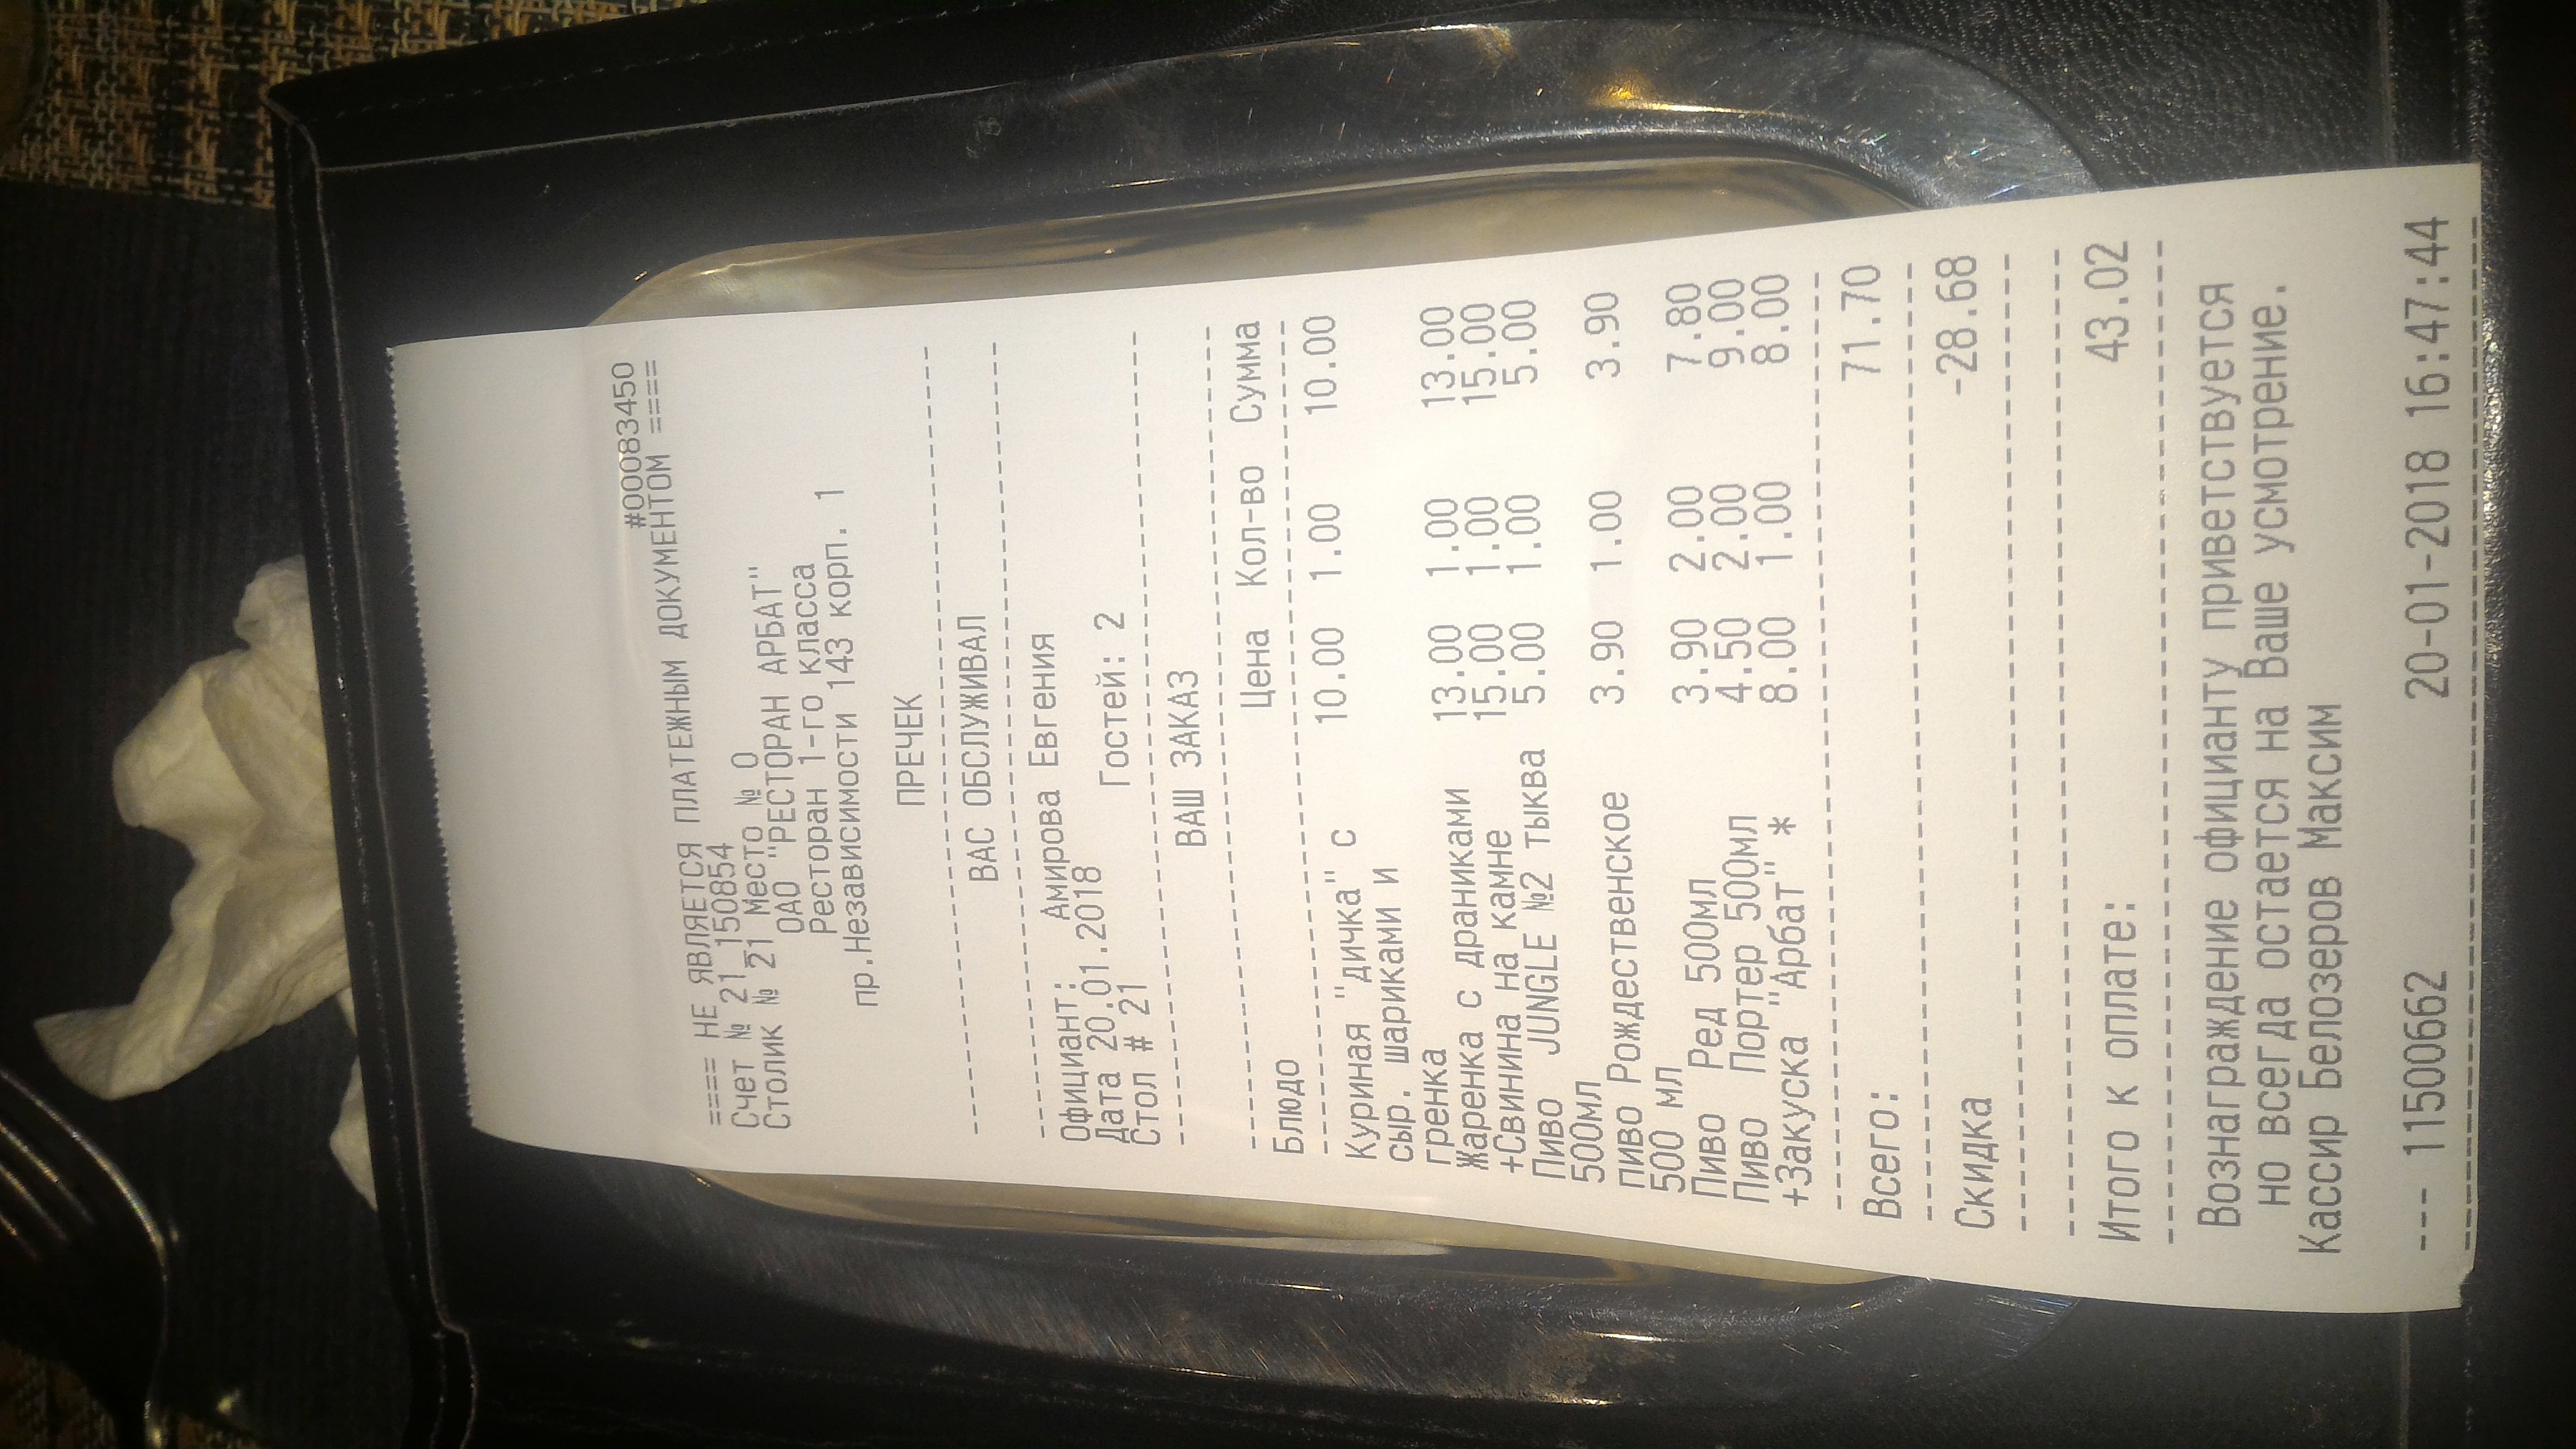 #000083450
==== НЕ ЯВЛЯЕТСЯ ПЛАТЕЖНЫМ ДОКУМЕНТОМ ====
Счет № 21 150854
Столик № 21 Место № 0
ОАО "РЕСТОРАН АРБАТ"
Ресторан 1-го класса
пр.Независимости 143 корп. 1
ПРЕЧЕК
ВАС ОБСЛУЖИВАЛ
Официант: Амирова Евгения
Дата 20.01.2018
Стол # 21 Гостей: 2
ВАШ ЗАКАЗ
Блюдо Цена Кол-во Сумма
Куриная "дичка" с 10.00 1.00 10.00
сыр. шариками и
гренка
Жаренка с драниками 13.00 1.00 13.00
+Свинина на камне 15.00 1.00 15.00
Пиво JUNGLE №2 тыква 5.00 1.00 5.00
500мл
пиво Рождественское 3.90 1.00 3.90
500 мл
Пиво Ред 500мл 3.90 2.00 7.80
Пиво Портер 500мл 4.50 2.00 9.00
+Закуска "Арбат" * 8.00 1.00 8.00
Всего: 71.70
Скидка -28.68
Итого к оплате: 43.02
Вознаграждение официанту приветствуется
но всегда остается на Ваше усмотрение.
Кассир Белозеров Максим
--- 11500662 20-01-2018 16:47:44